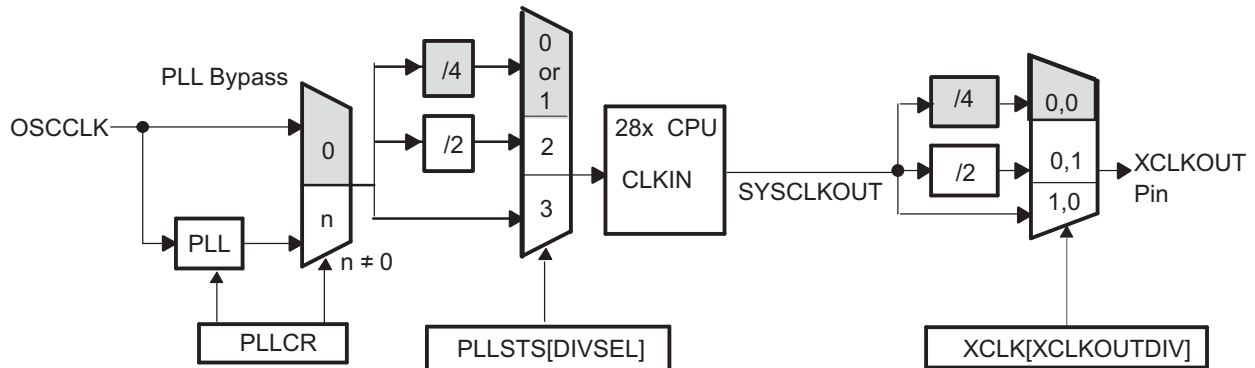 PLL Bypass
OSCCLK
0
n
n ≠ 0
PLL
PLLCR
/4
/2
0
or
1
2
3
PLLSTS[DIVSEL]
28x CPU
CLKIN
SYSCLKOUT
/4
/2
0,0
0,1
1,0
XCLKOUT
Pin
XCLK[XCLKOUTDIV]